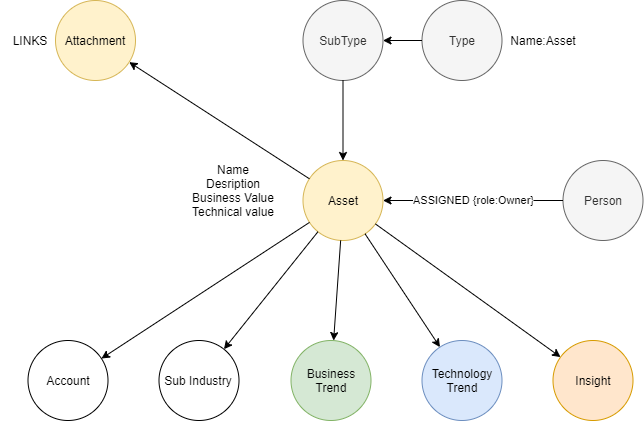 LINKS
Attachment
SubType
Type
Name:Asset
Name
Desription
Business Value
Technical value
Asset
ASSIGNED {role:Owner}
Person
Account
Sub Industry
Business
Trend
Technology
Trend
Insight